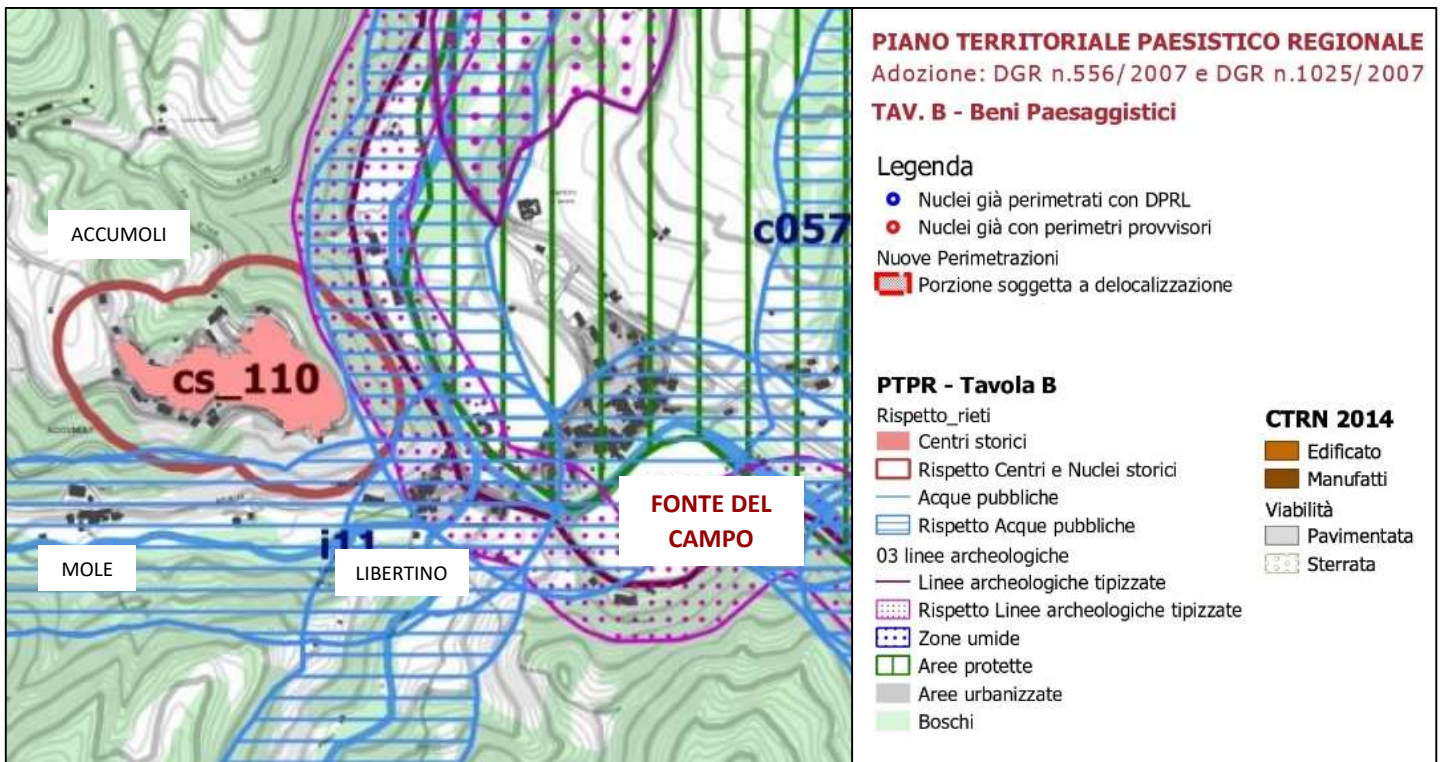 ACCUMOLI
cs_110
c057
i11
MOLE
LIBERTINO
FONTE DEL
CAMPO
PIANO TERRITORIALE PAESISTICO REGIONALE
Adozione: DGR n.556/2007 e DGR n.1025/2007
TAV. B - Beni Paesaggistici
Legenda
Nuclei già perimetrati con DPRL
Nuclei già con perimetri provvisori
Nuove Perimetrazioni
Porzione soggetta a delocalizzazione
PTPR - Tavola B
Rispetto_rieti
Centri storici
Rispetto Centri e Nuclei storici
Acque pubbliche
Rispetto Acque pubbliche
03 linee archeologiche
Linee archeologiche tipizzate
Rispetto Linee archeologiche tipizzate
Zone umide
Aree protette
Aree urbanizzate
Boschi
CTRN 2014
Edificato
Manufatti
Viabilità
Pavimentata
Sterrata